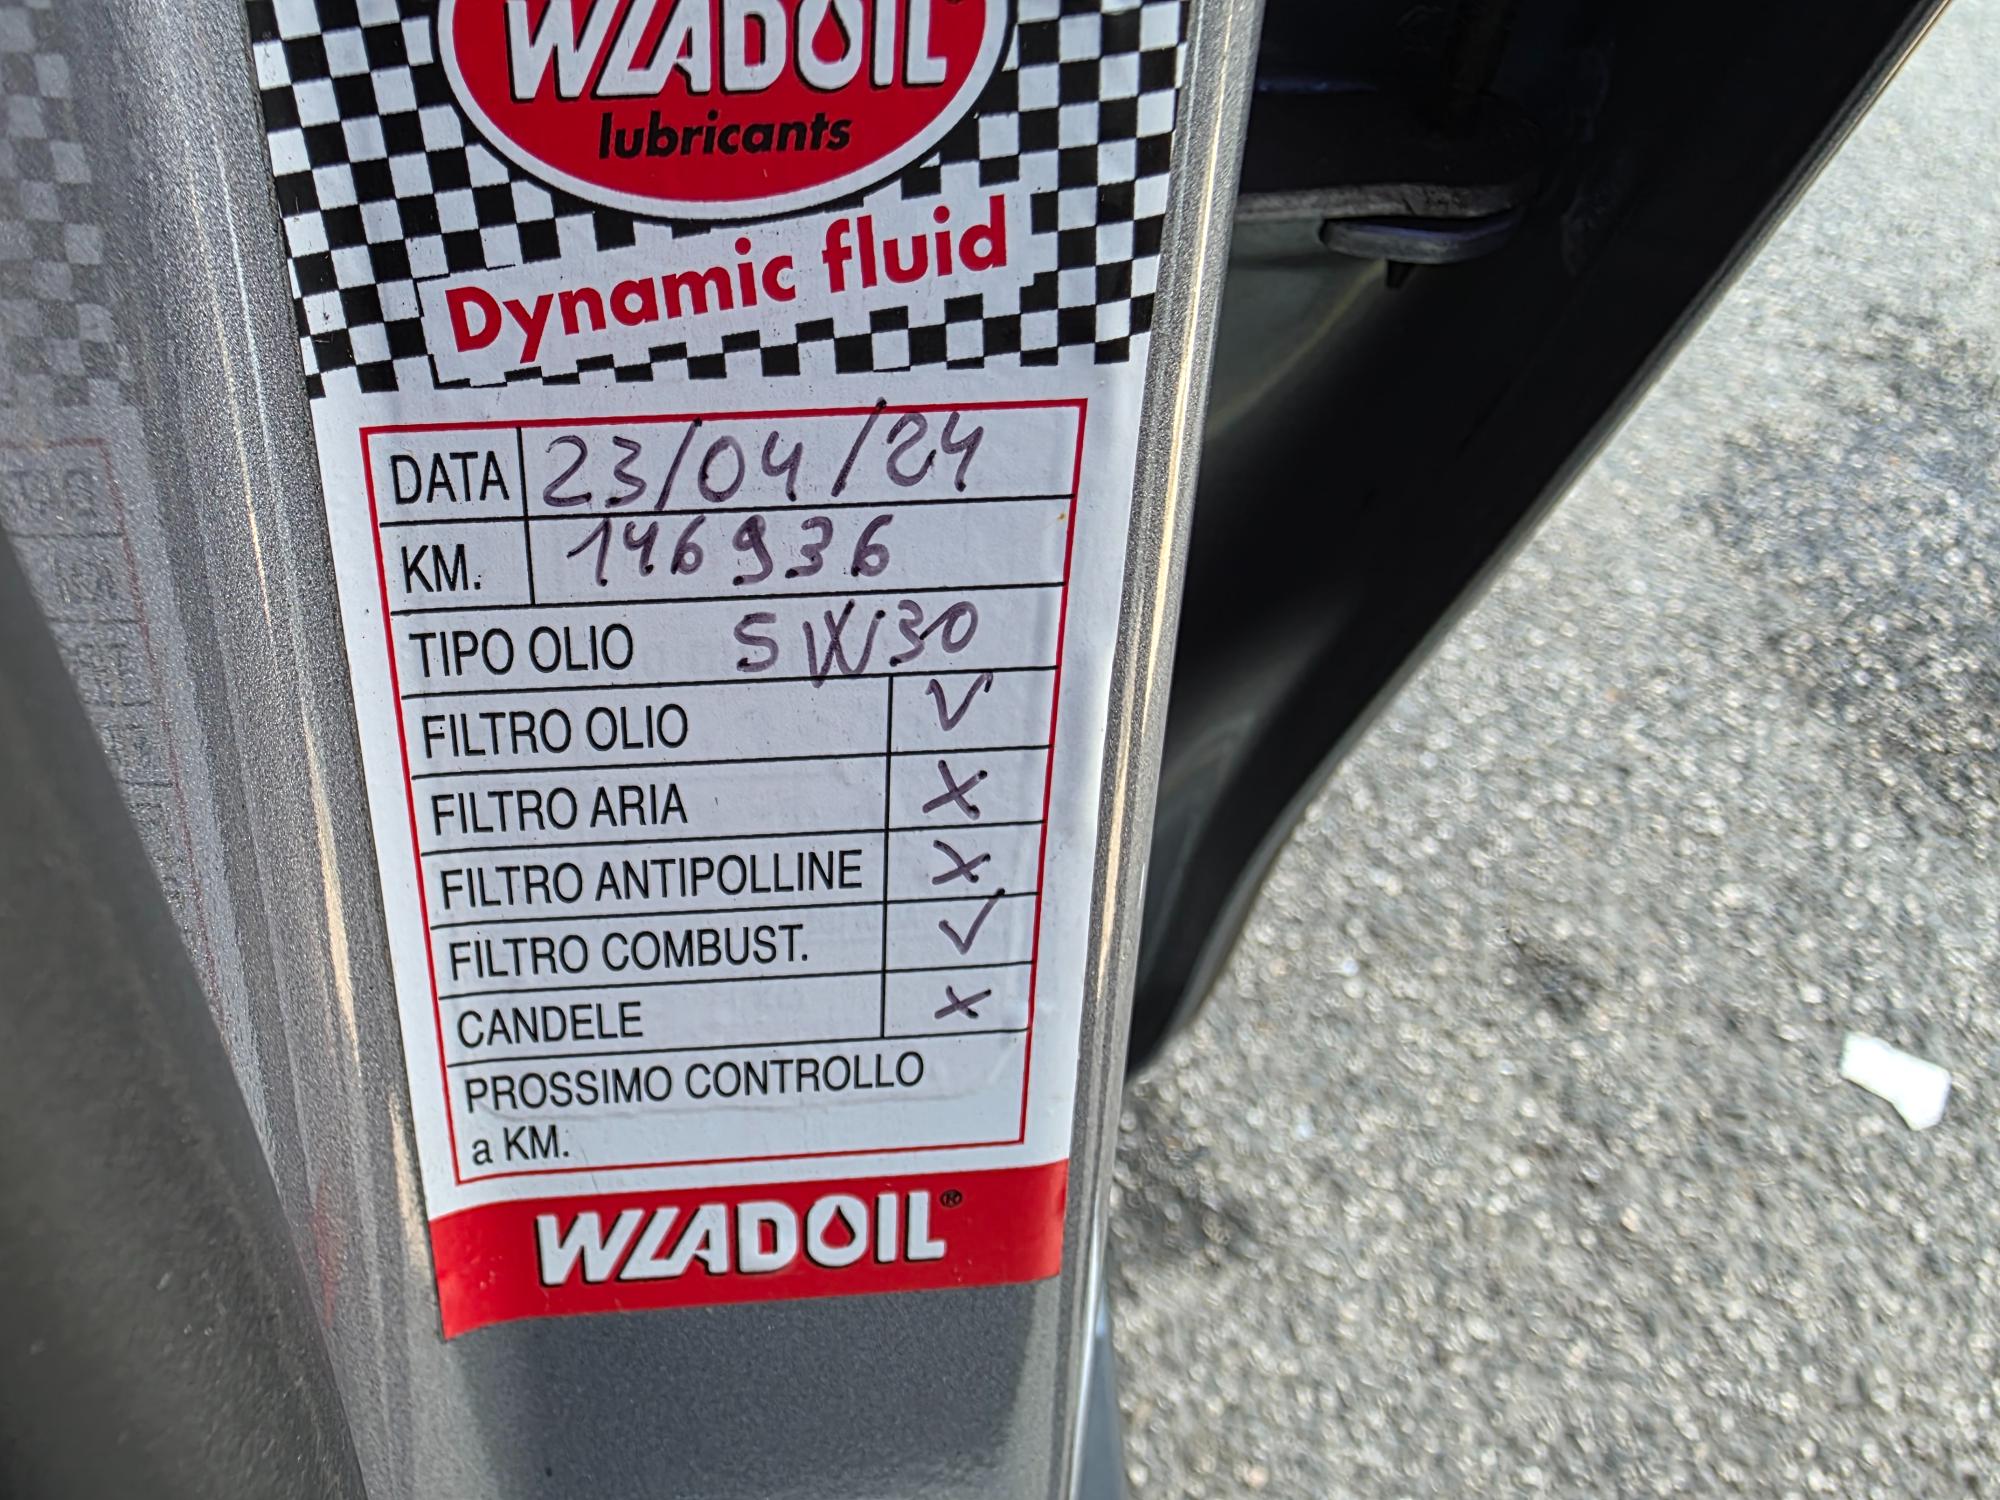 WLADOIL
lubricants
Dynamic fluid
DATA 23/04/24
KM. 146936
TIPO OLIO 5W30
FILTRO OLIO V
FILTRO ARIA X
FILTRO ANTIPOLLINE X
FILTRO COMBUST. ✓
CANDELE X
PROSSIMO CONTROLLO
a KM.
WLADOIL®